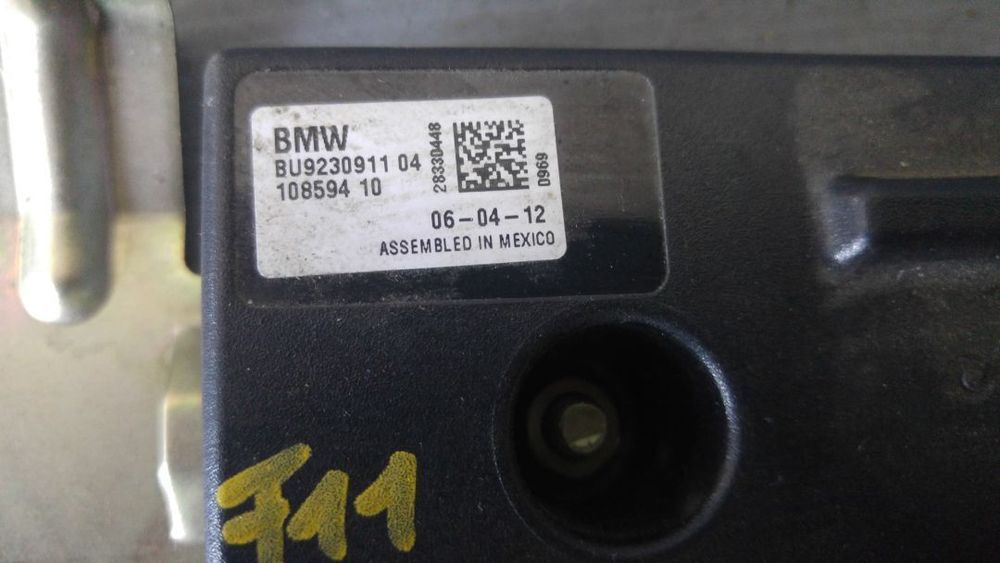 BMW
BU9230911 04
108594 10
28330448
0969
06-04-12
ASSEMBLED IN MEXICO
F11